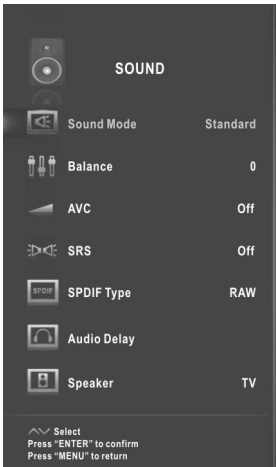 SOUND
Sound Mode Standard
Balance 0
AVC Off
SRS Off
SPDIF SPDIF Type RAW
Audio Delay
Speaker TV
Select
Press “ENTER” to confirm
Press “MENU” to return